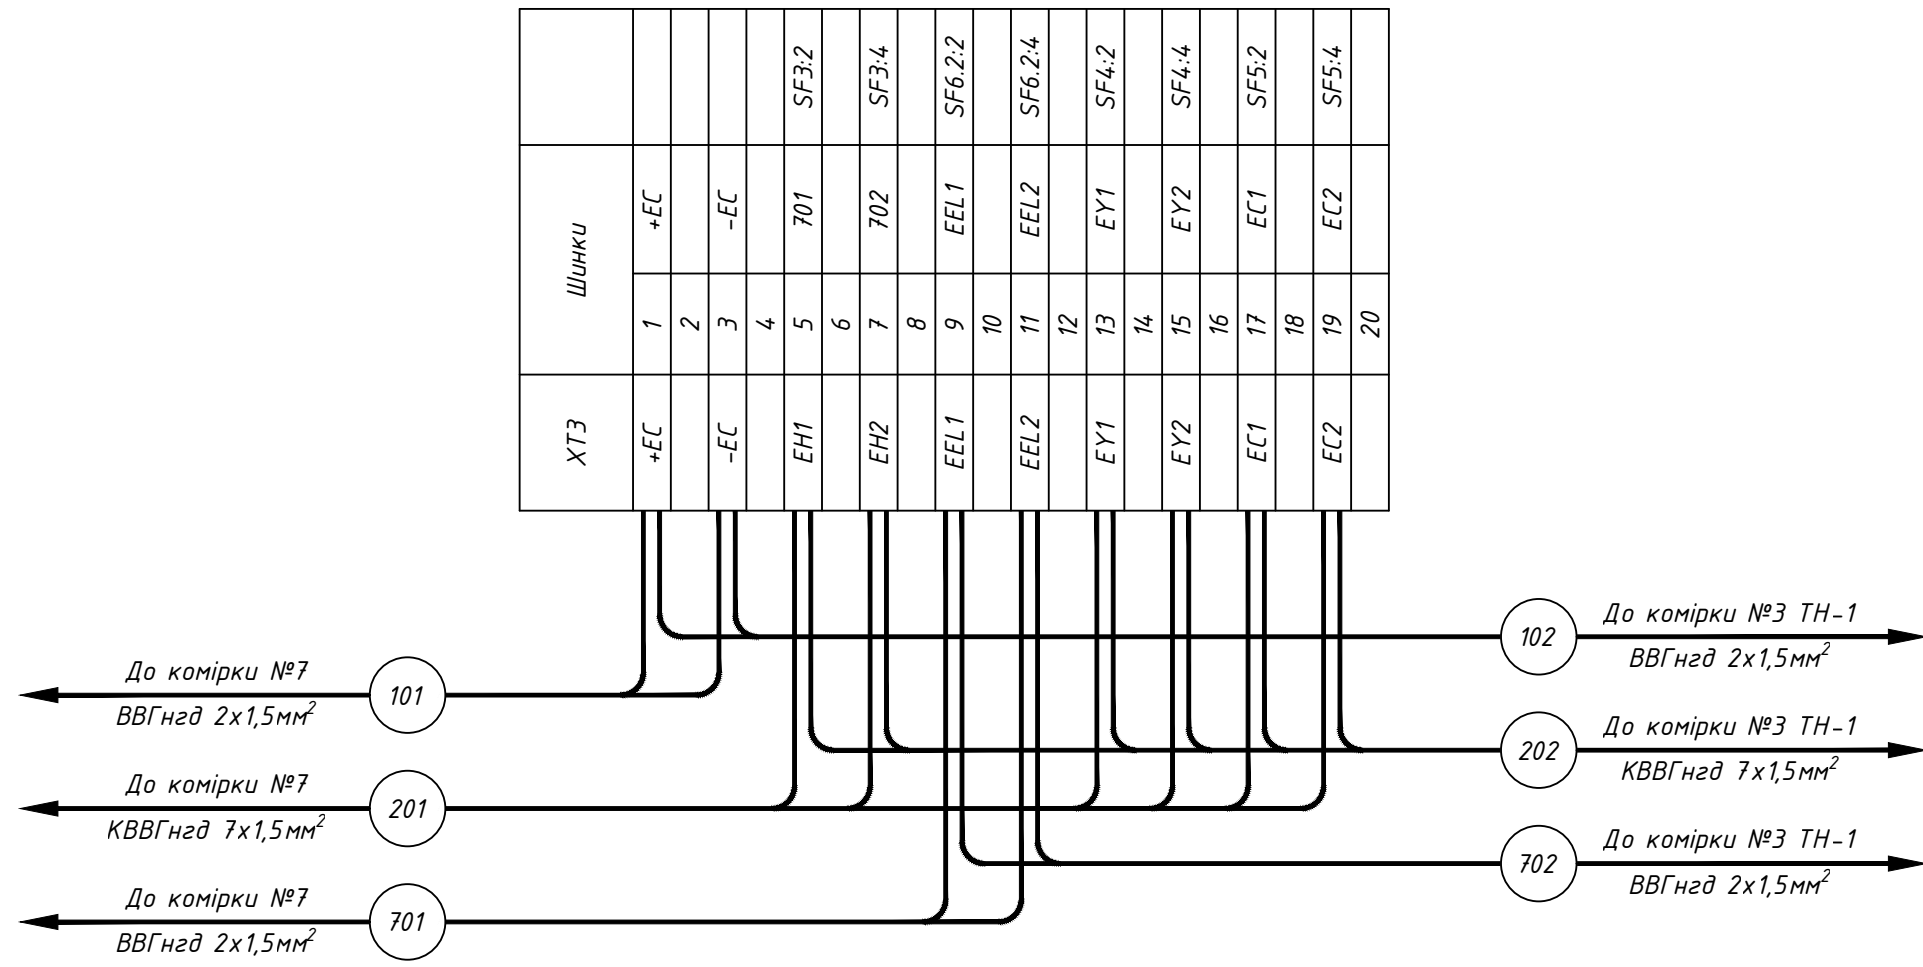 SF3:2
SF3:4
SF6.2:2
SF6.2:4
SF4:2
SF4:4
SF5:2
SF5:4
Шинки
+EC
-EC
701
702
EEL1
EEL2
EY1
EY2
EC1
EC2
1
2
3
4
5
6
7
8
9
10
11
12
13
14
15
16
17
18
19
20
ХТ3
+EC
-EC
EH1
EH2
EEL1
EEL2
EY1
EY2
EC1
EC2
До комірки №3 ТН-1
102
ВВГнгд 2х1,5мм²
До комірки №7
101
ВВГнгд 2х1,5мм²
До комірки №3 ТН-1
202
КВВГнгд 7х1,5мм²
До комірки №7
201
КВВГнгд 7х1,5мм²
До комірки №3 ТН-1
702
ВВГнгд 2х1,5мм²
До комірки №7
701
ВВГнгд 2х1,5мм²